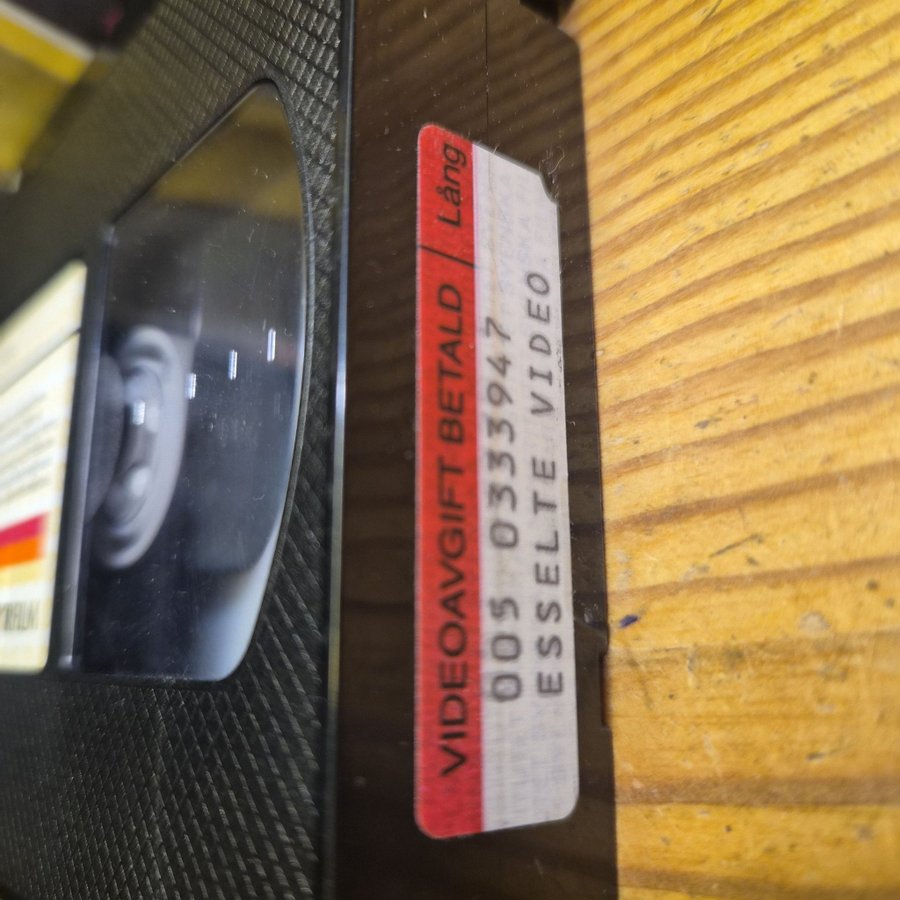 VIDEOAVGIFT BETALD | Lång
005 0333947
ESSELTE VIDEO